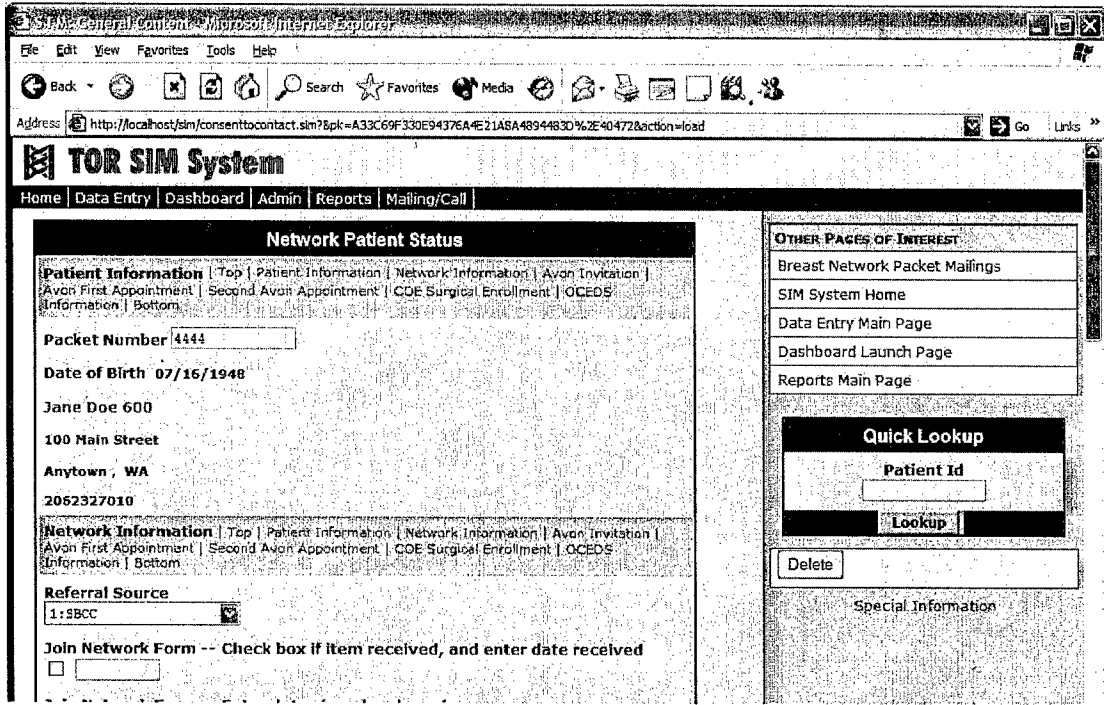 SIM: General Content - Microsoft Internet Explorer
File Edit View Favorites Tools Help
Back Search Favorites Media
Address http://localhost/sim/consenttocontact.sim?&pk=A33C69F330E94376A4E21A8A4894483D%2E40472&action=load Go Links »
TOR SIM System
Home | Data Entry | Dashboard | Admin | Reports | Mailing/Call |
Network Patient Status
Patient Information | Top | Patient Information | Network Information | Avon Invitation |
Avon First Appointment | Second Avon Appointment | COE Surgical Enrollment | OCEDS
Information | Bottom
Packet Number 4444
Date of Birth 07/16/1948
Jane Doe 600
100 Main Street
Anytown , WA
2062327010
Network Information | Top | Patient Information | Network Information | Avon Invitation |
Avon First Appointment | Second Avon Appointment | COE Surgical Enrollment | OCEDS
Information | Bottom
Referral Source
1:SBCC
Join Network Form -- Check box if item received, and enter date received
OTHER PAGES OF INTEREST
Breast Network Packet Mailings
SIM System Home
Data Entry Main Page
Dashboard Launch Page
Reports Main Page
Quick Lookup
Patient Id
Lookup
Delete
Special Information